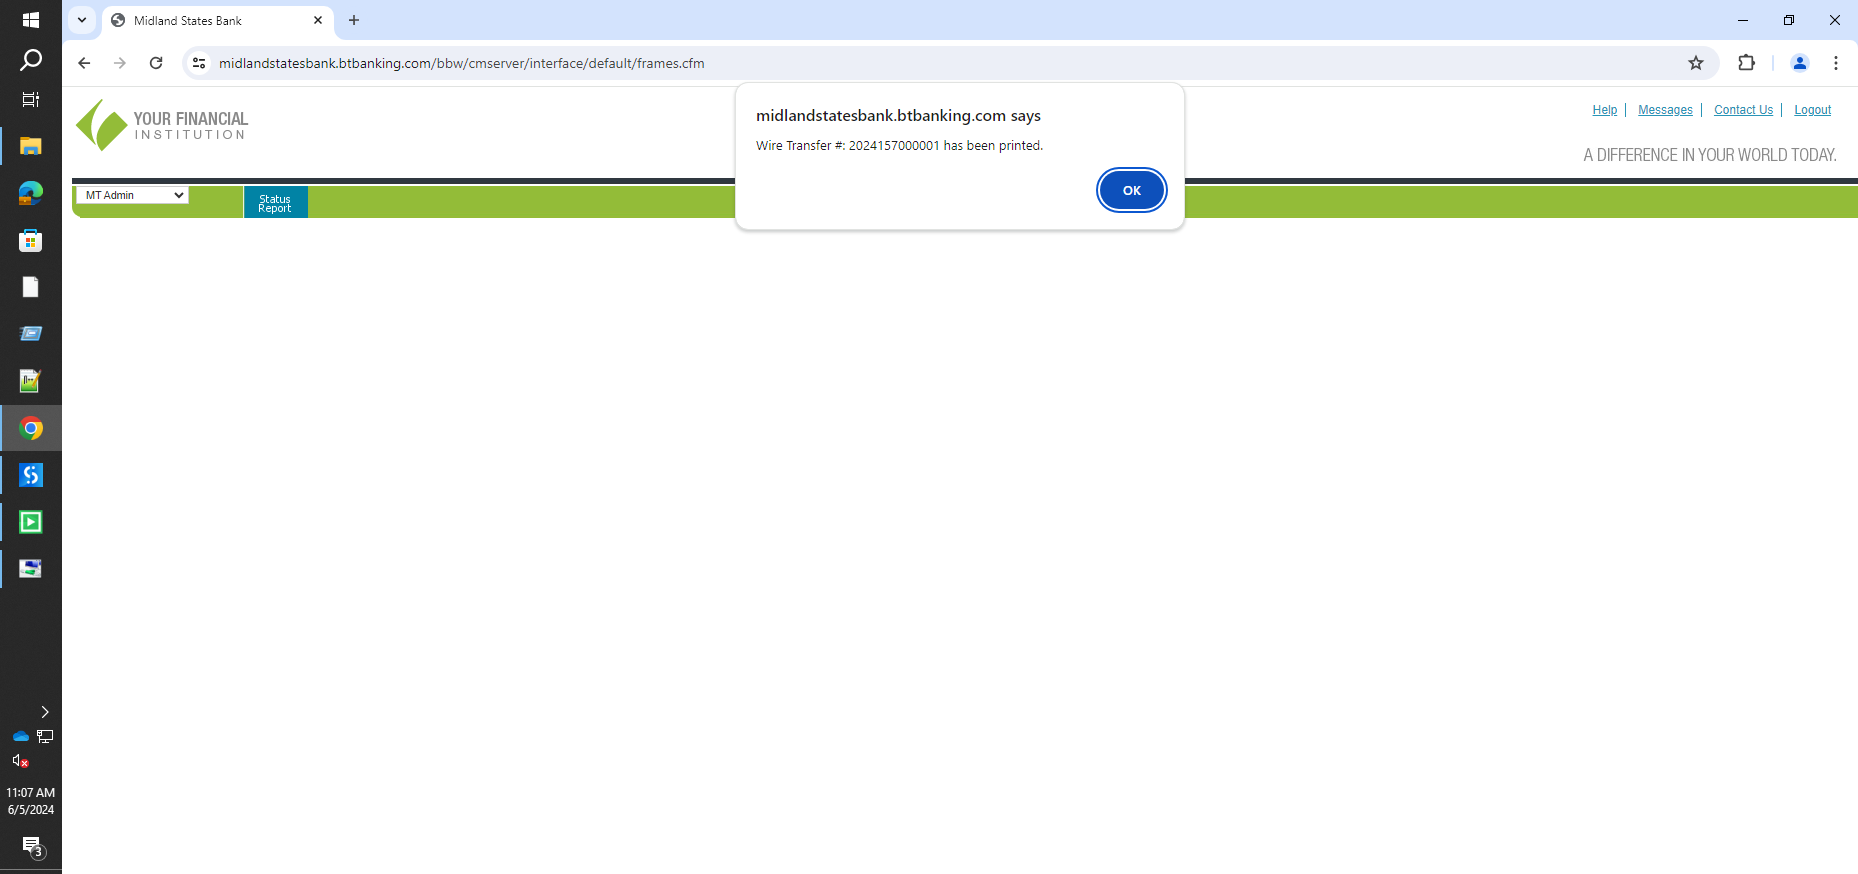 Midland States Bank
midlandstatesbank.btbanking.com/bbw/cmserver/interface/default/frames.cfm
midlandstatesbank.btbanking.com says
Wire Transfer #: 2024157000001 has been printed.
OK
YOUR FINANCIAL
INSTITUTION
Help
Messages
Contact Us
Logout
A DIFFERENCE IN YOUR WORLD TODAY.
MT Admin
Status
Report
11:07 AM
6/5/2024
3